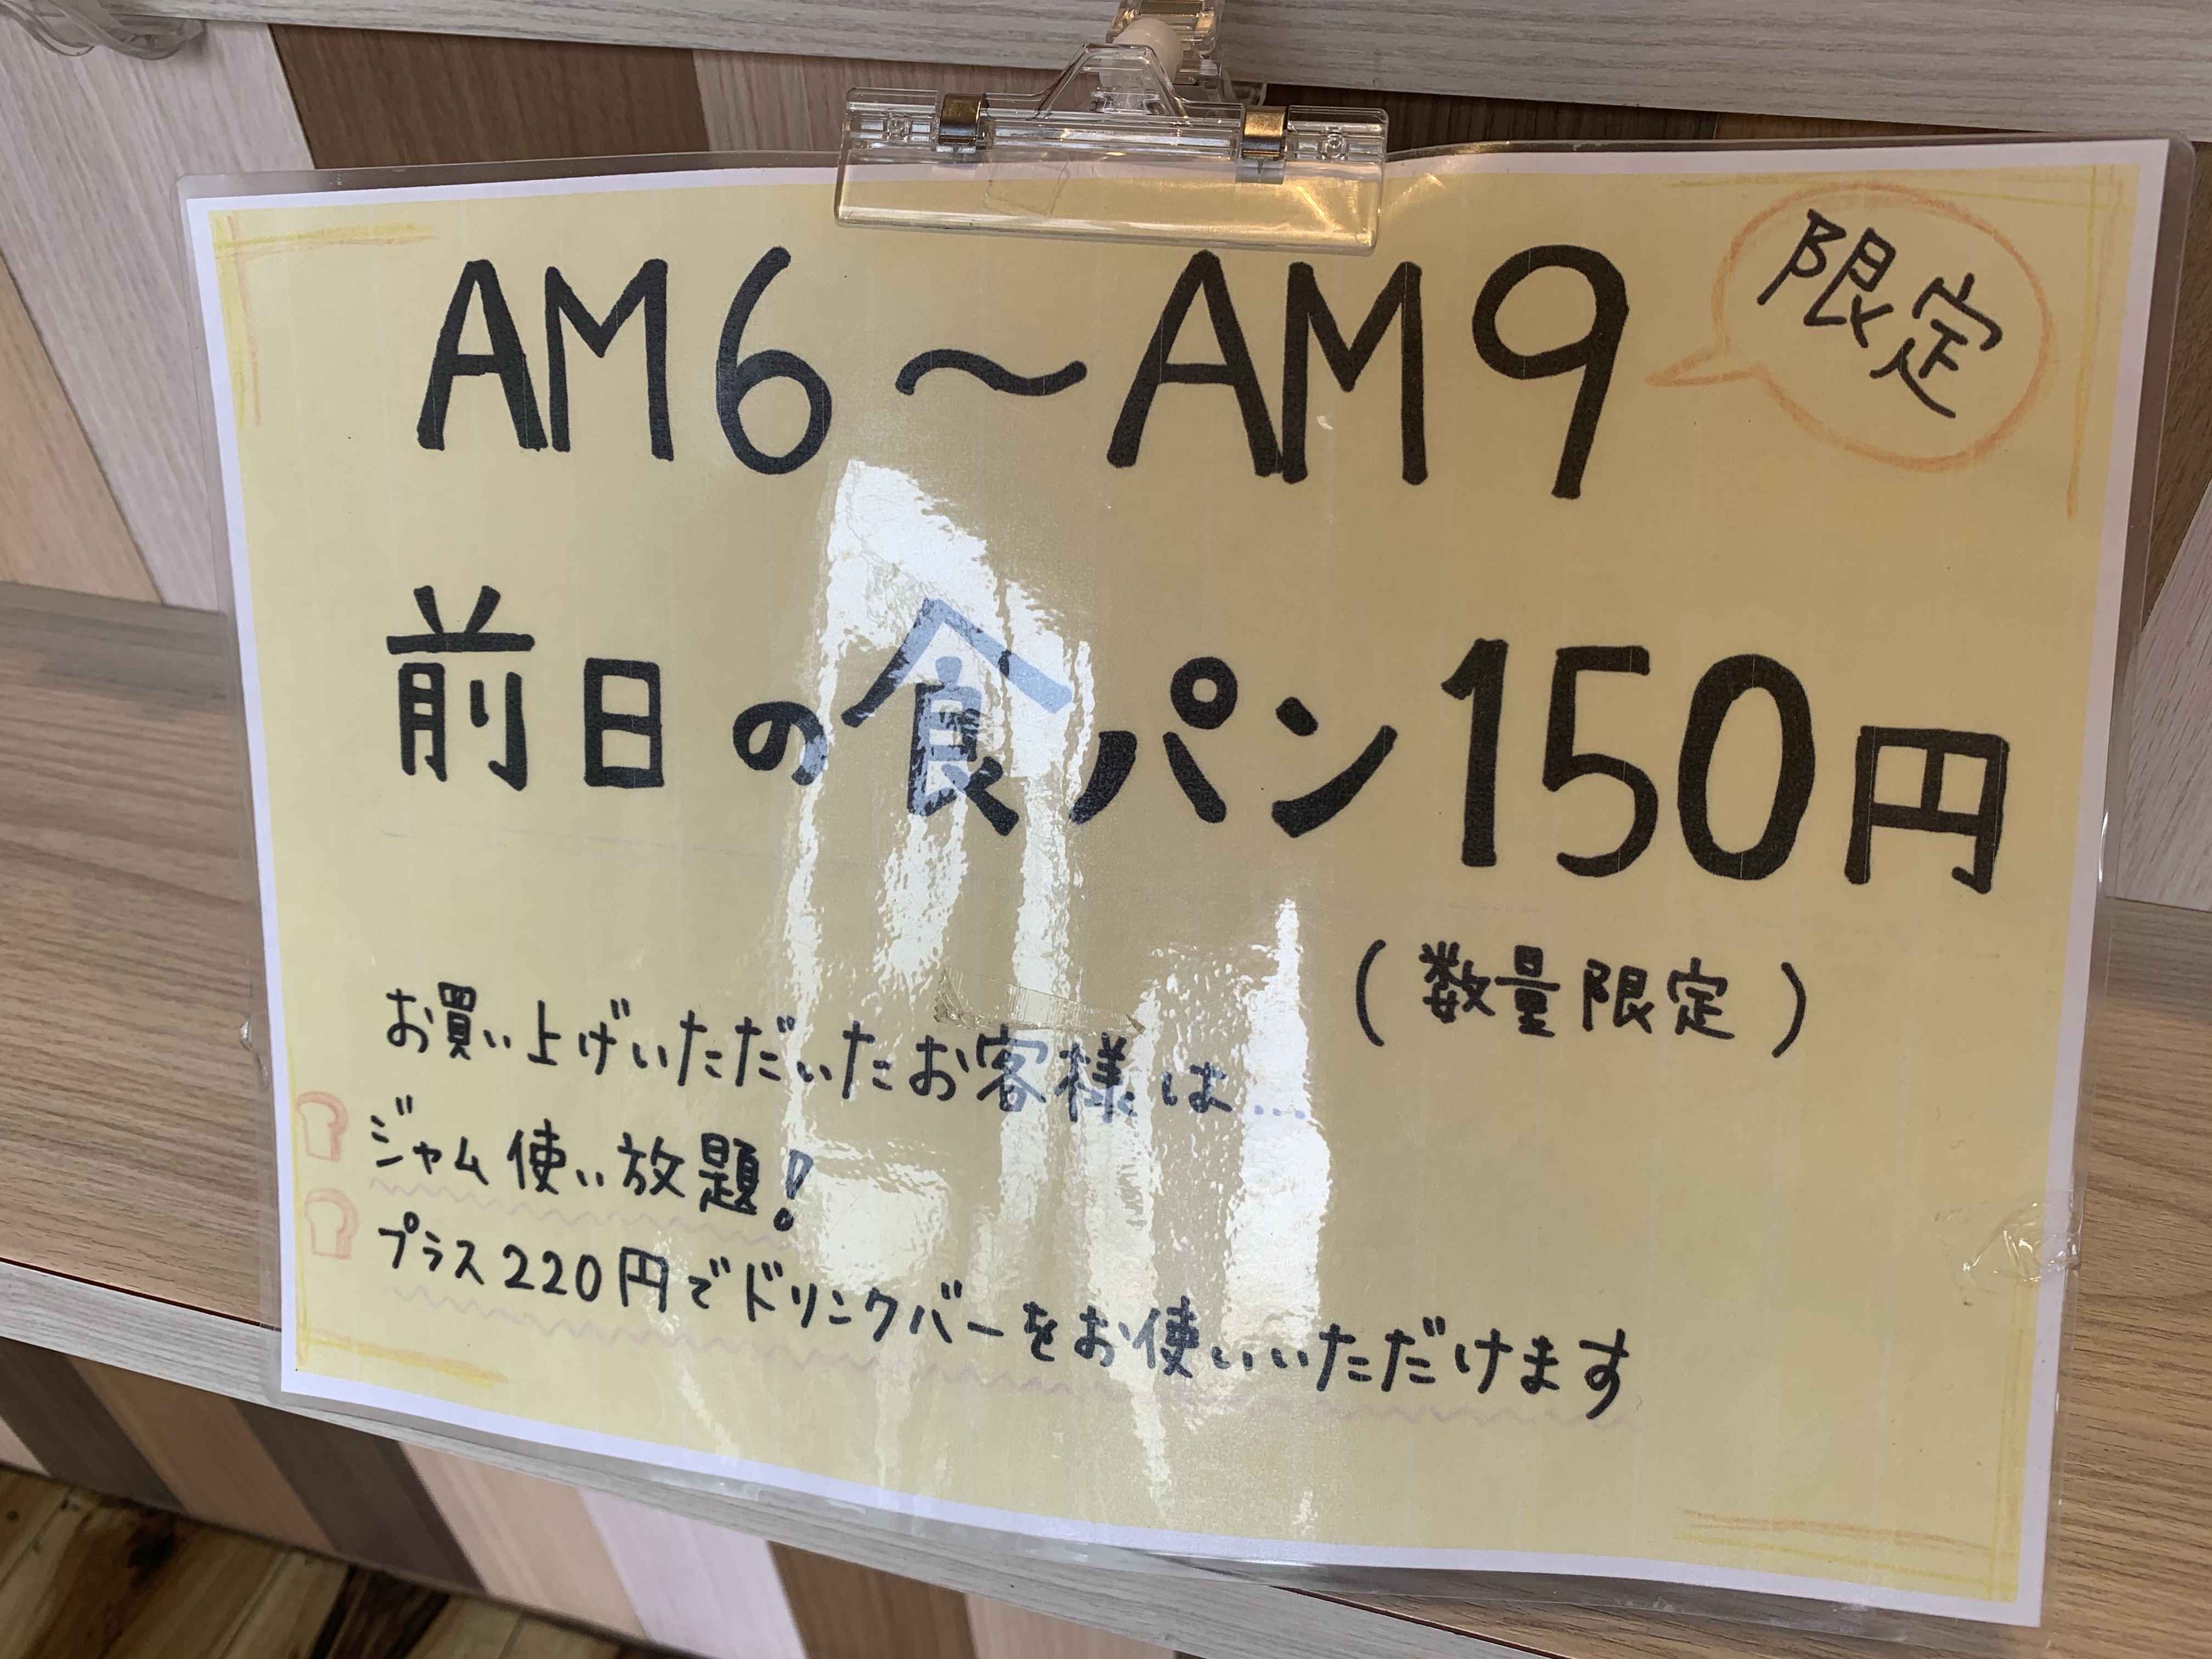 AM6～AM9 限定
前日の食パン150円
(数量限定)
お買い上げいただいたお客様は…
ジャム使い放題!
プラス220円でドリンクバーをお使いいただけます